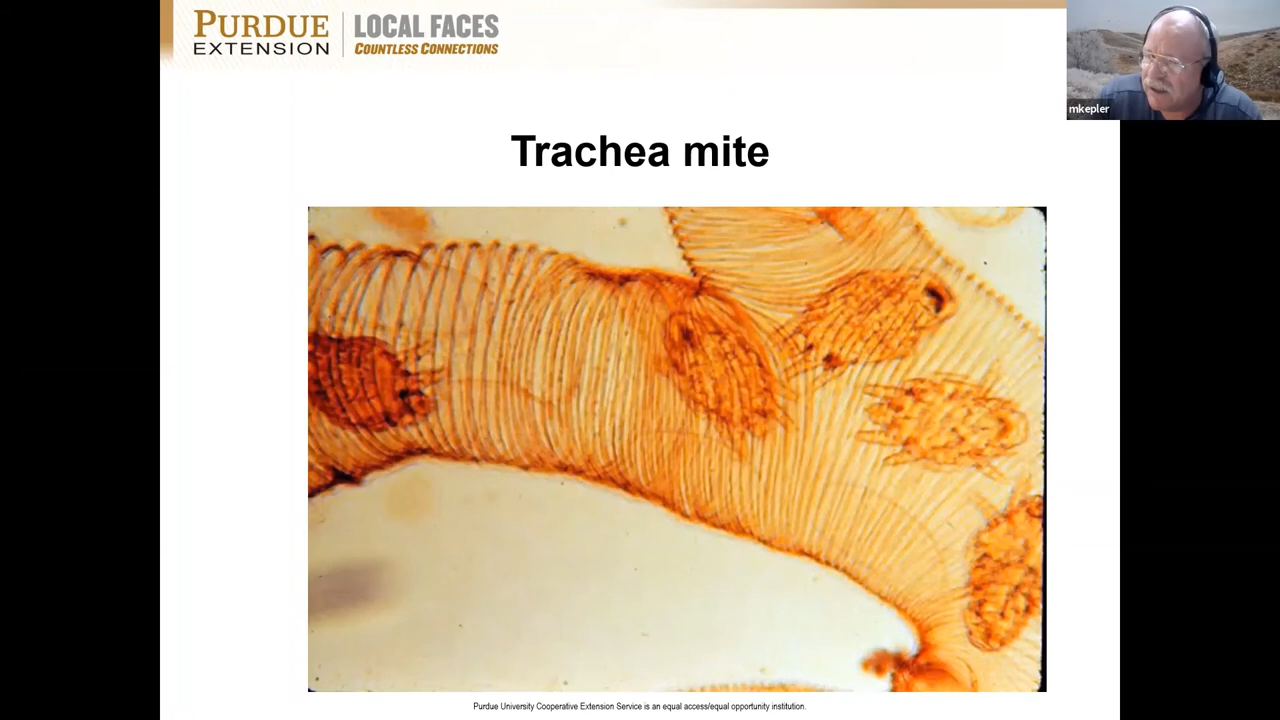 PURDUE
EXTENSION
LOCAL FACES
COUNTLESS CONNECTIONS
mkepler
Trachea mite
Purdue University Cooperative Extension Service is an equal access/equal opportunity institution.